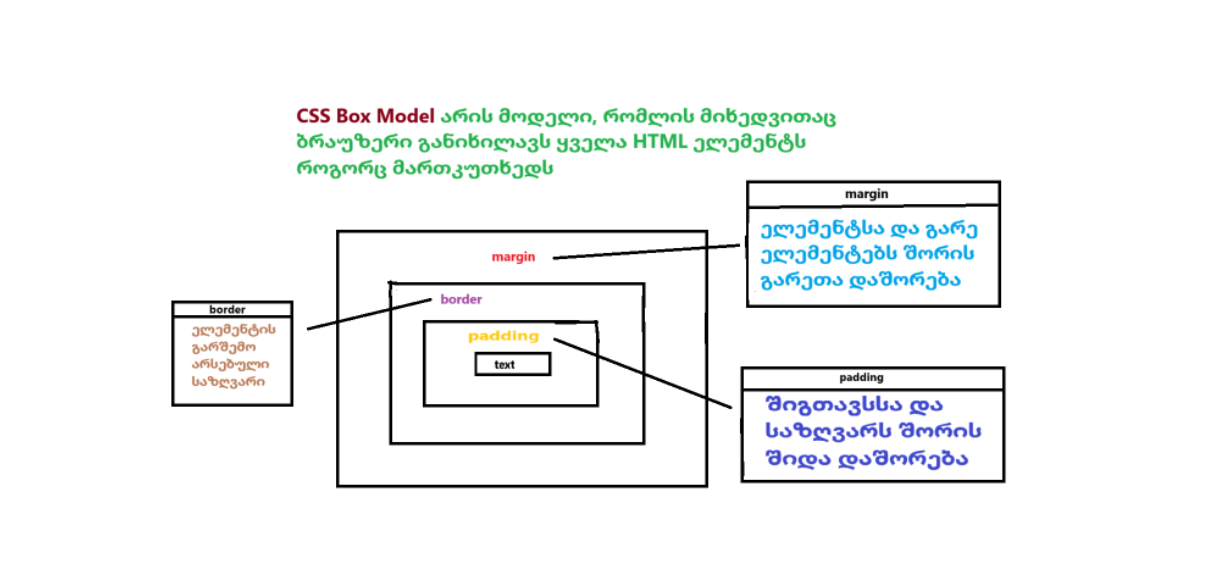 CSS Box Model არის მოდელი, რომლის მიხედვითაც
ბრაუზერი განიხილავს ყველა HTML ელემენტს
როგორც მართკუთხედს
margin
ელემენტსა და გარე
ელემენტებს შორის
გარეთა დაშორება
margin
border
border
ელემენტის
გარშემო
არსებული
საზღვარი
padding
text
padding
შიგთავსსა და
საზღვარს შორის
შიდა დაშორება